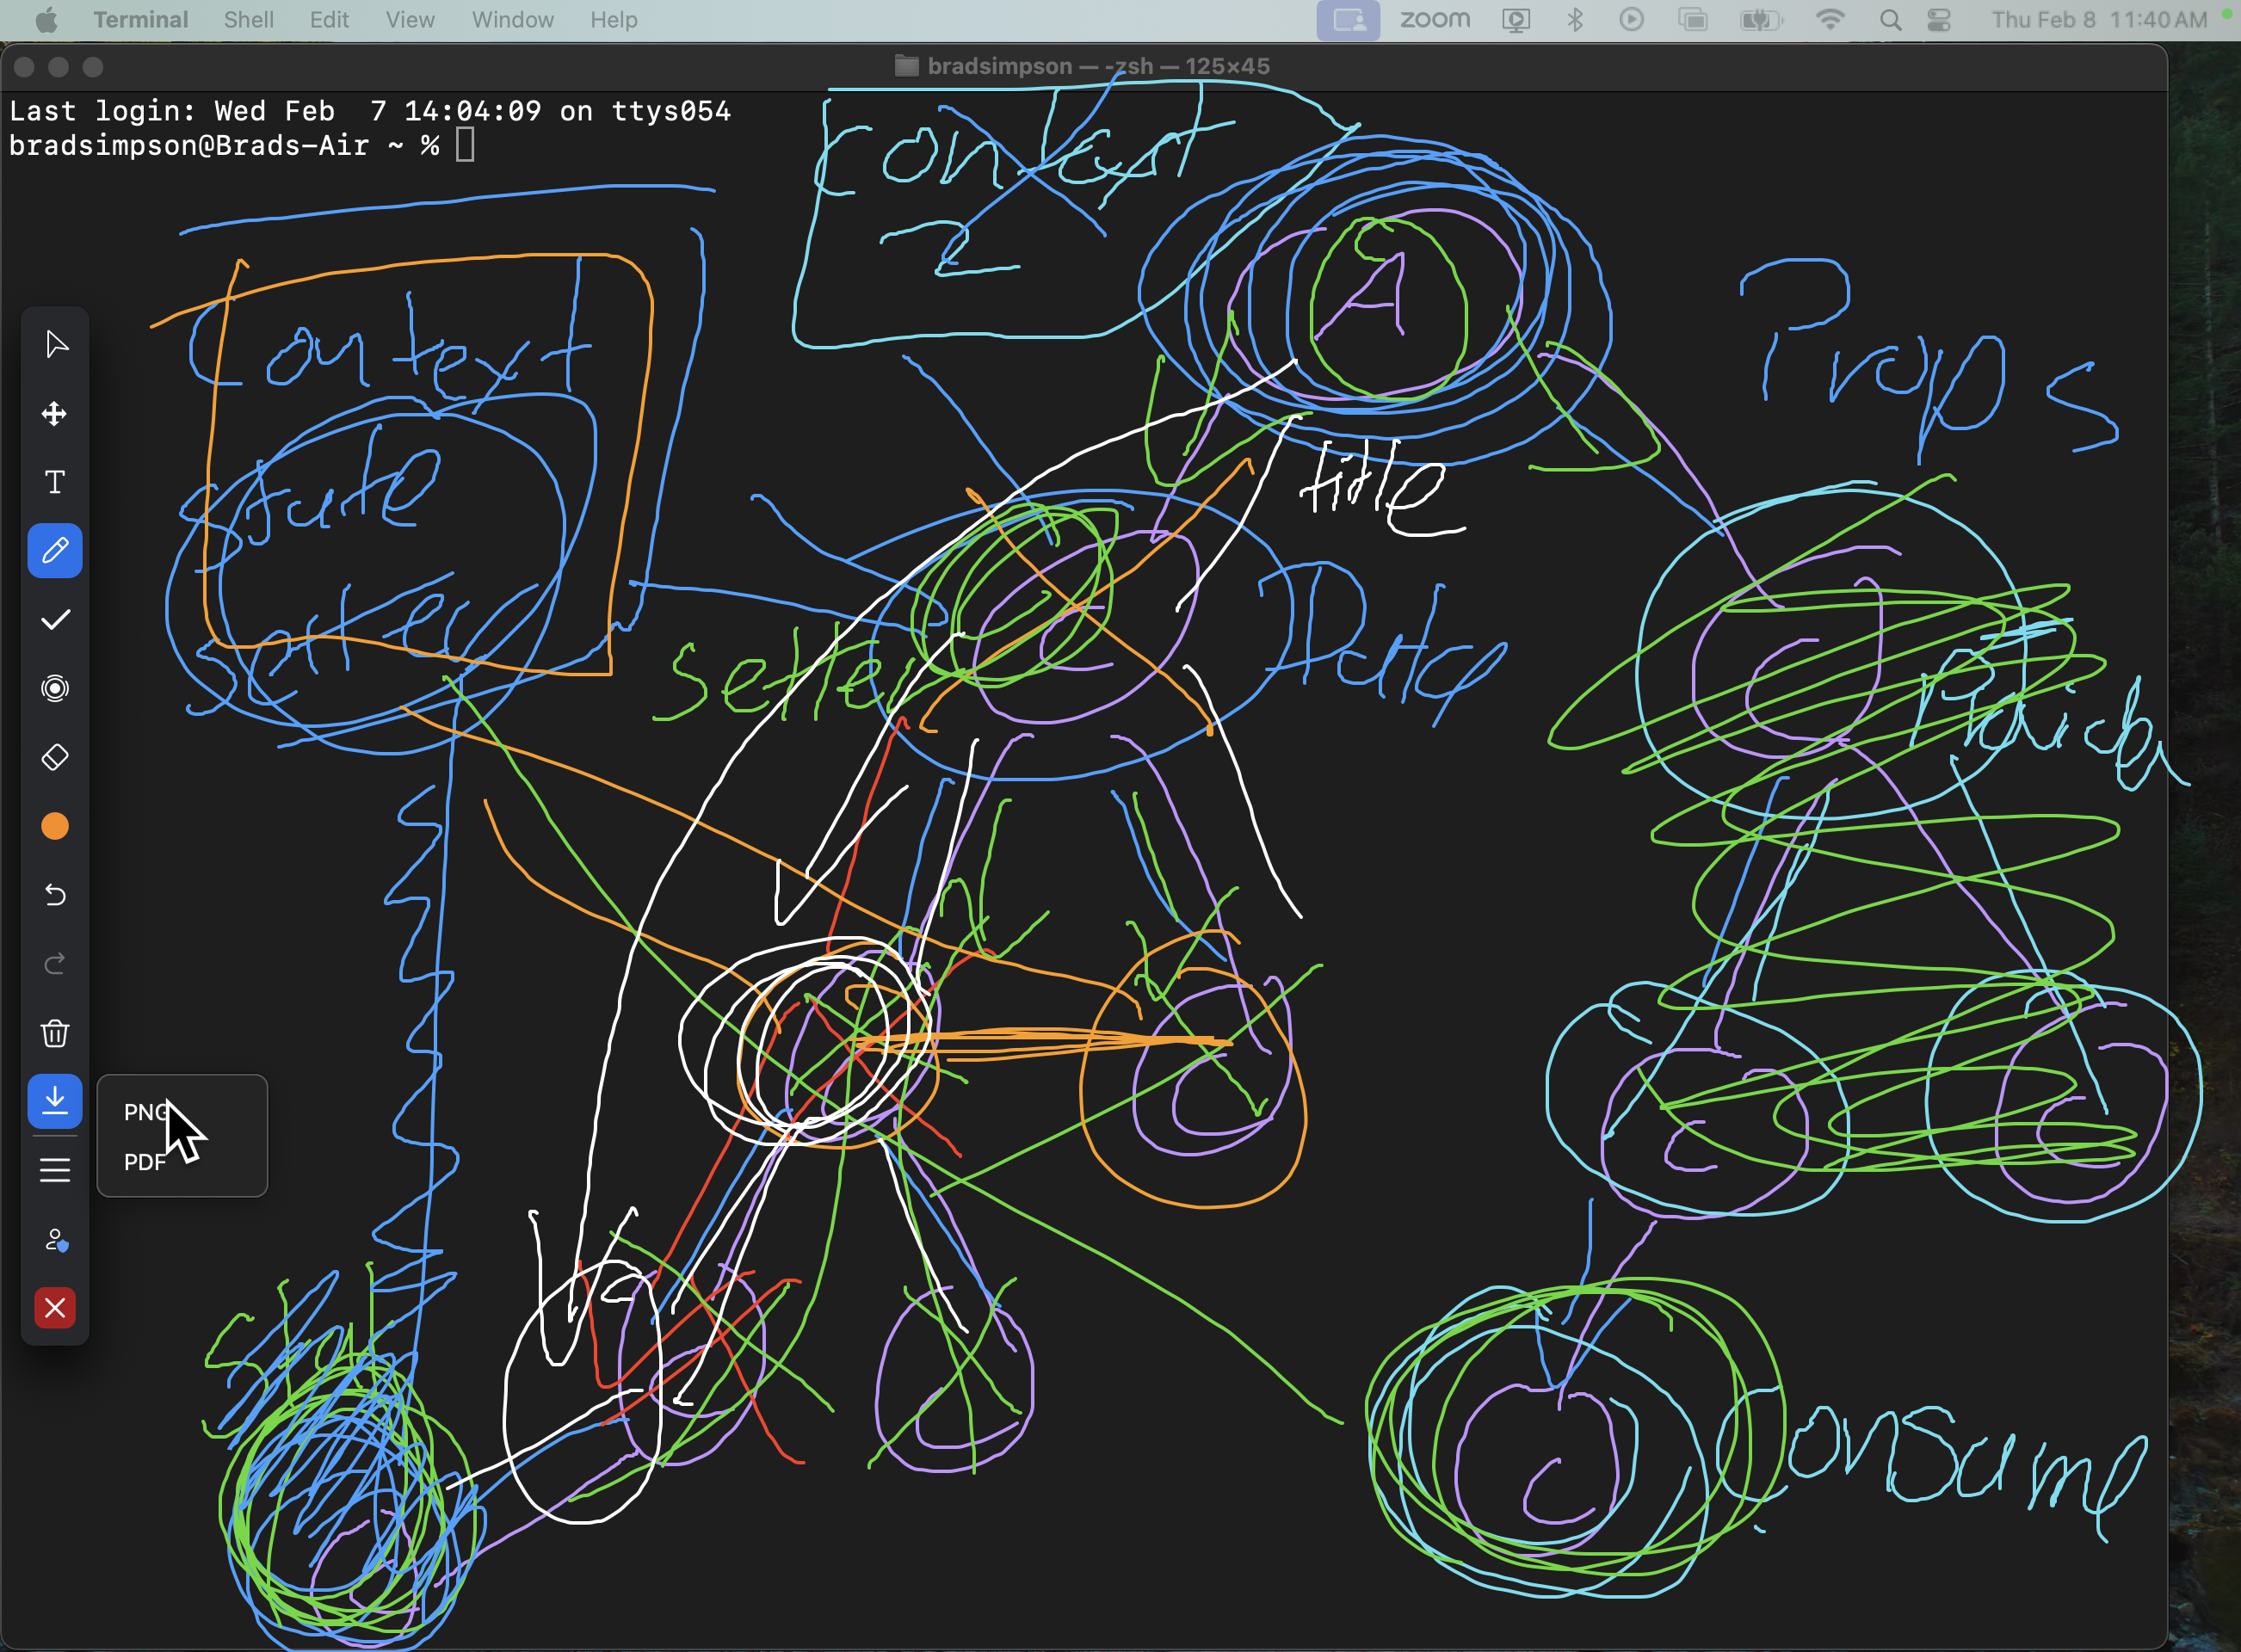 Terminal Shell Edit View Window Help zoom Thu Feb 8 11:40 AM
bradsimpson — -zsh — 125×45
Last login: Wed Feb  7 14:04:09 on ttys054
bradsimpson@Brads-Air ~ %
Context
2
A
Props
Context
State
Setter
title
Setter
Data
C
C
T
PNG
PDF
C
C
C
C
C
C
Consume